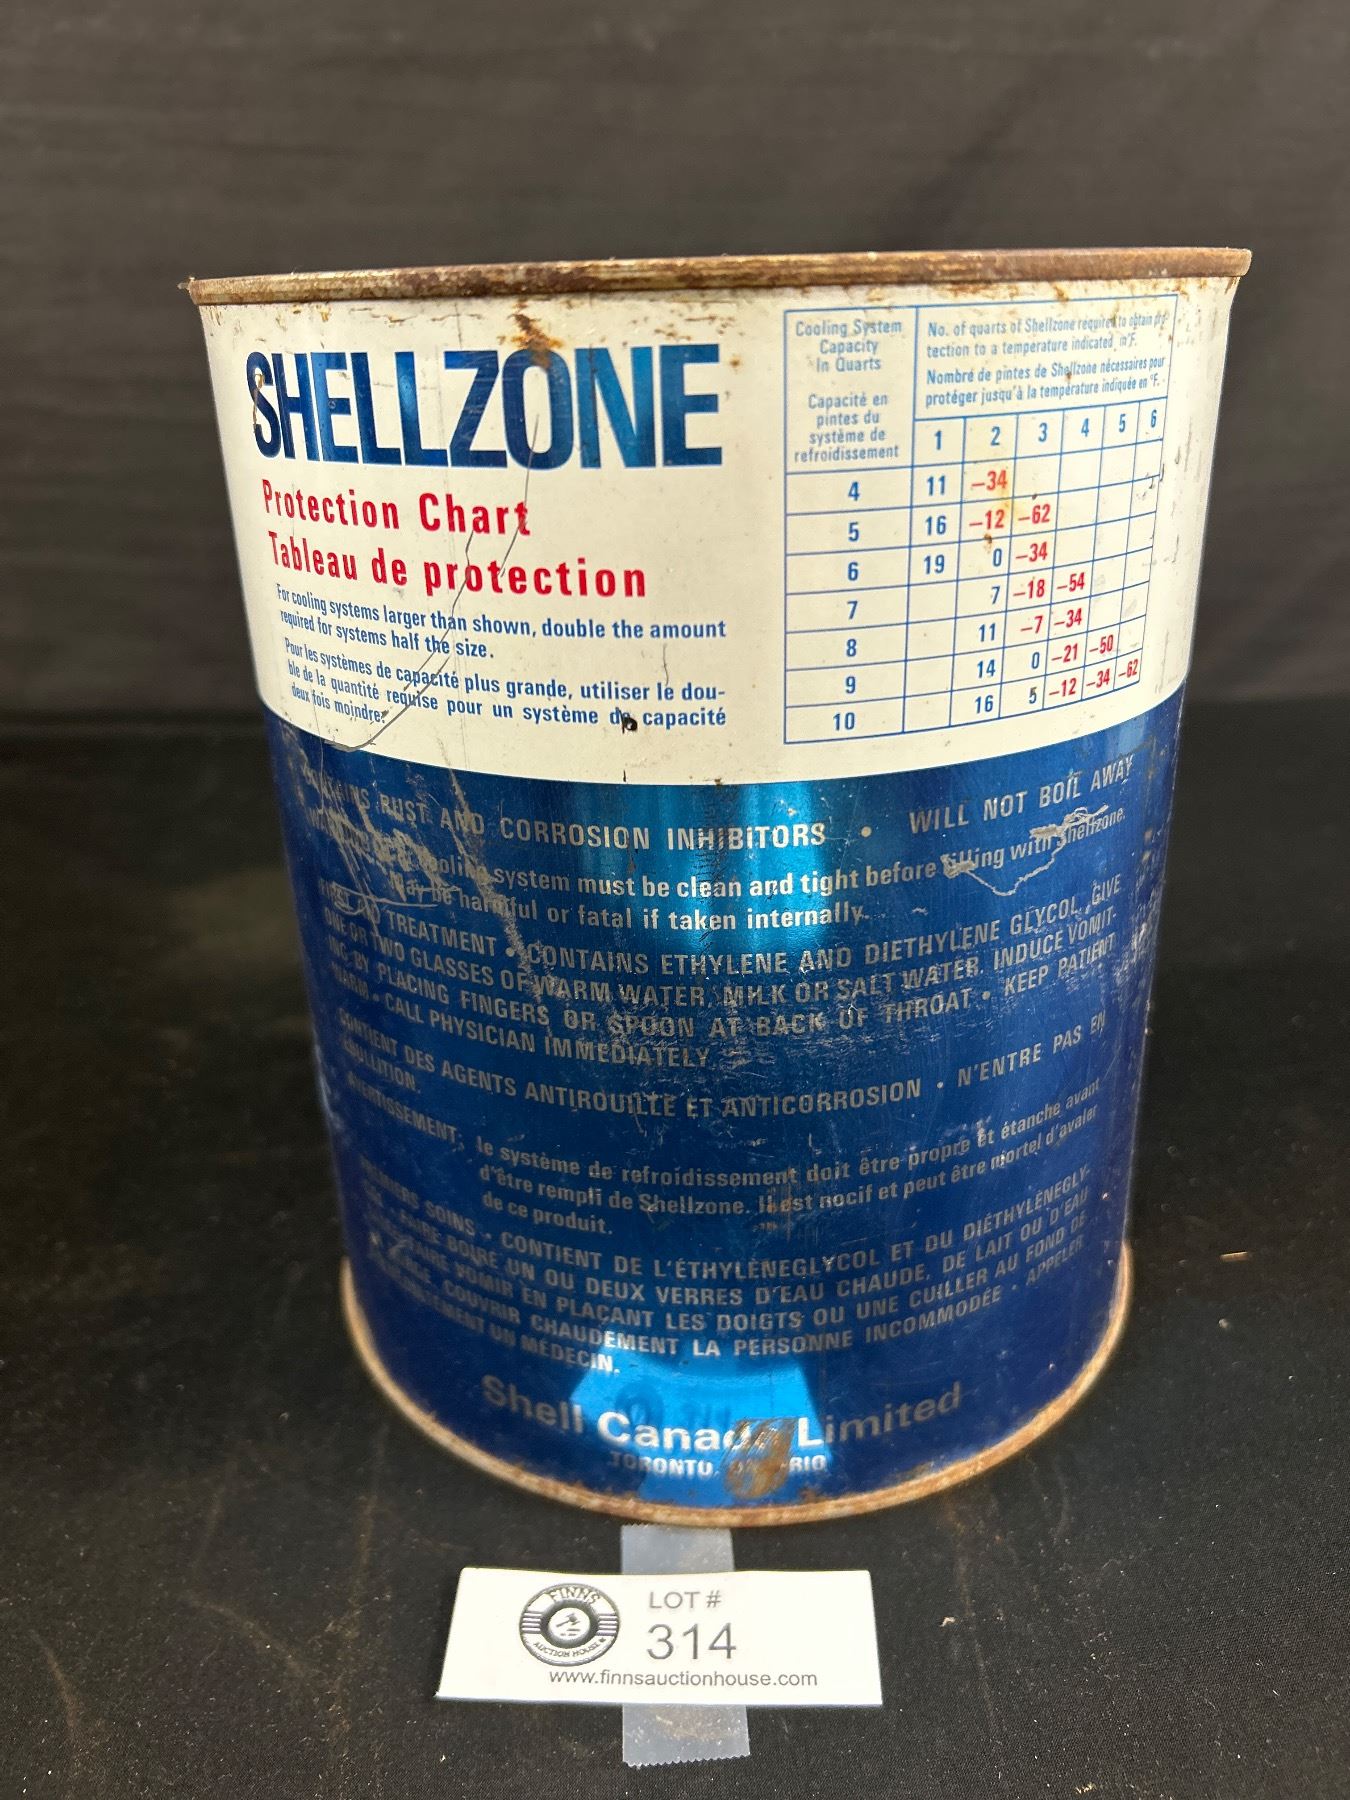 SHELLZONE
Protection Chart
Tableau de protection
For cooling systems larger than shown, double the amount
required for systems half the size.
Pour les systèmes de capacité plus grande, utiliser le dou-
ble de la quantité requise pour un système de capacité
deux fois moindre.
Cooling System
Capacity
In Quarts
Capacité en
pintes du
système de
refroidissement
No. of quarts of Shellzone required to obtain pro-
tection to a temperature indicated in °F.
Nombre de pintes de Shellzone nécessaires pour
protéger jusqu'à la température indiquée en °F.
1 2 3 4 5 6
4 11 –34
5 16 –12 –62
6 19 0 –34
7 7 –18 –54
8 11 –7 –34
9 14 0 –21 –50
10 16 5 –12 –34 –62
RUST AND CORROSION INHIBITORS • WILL NOT BOIL AWAY
cooling system must be clean and tight before filling with Shellzone.
May be harmful or fatal if taken internally.
FIRST AID TREATMENT • CONTAINS ETHYLENE AND DIETHYLENE GLYCOL. GIVE
ONE OR TWO GLASSES OF WARM WATER, MILK OR SALT WATER. INDUCE VOMIT-
ING BY PLACING FINGERS OR SPOON AT BACK OF THROAT • KEEP PATIENT
WARM • CALL PHYSICIAN IMMEDIATELY
CONTIENT DES AGENTS ANTIROUILLE ET ANTICORROSION • N'ENTRE PAS EN
ÉBULLITION.
AVERTISSEMENT: le système de refroidissement doit être propre et étanche avant
d'être rempli de Shellzone. Il est nocif et peut être mortel d'avaler
de ce produit.
PREMIERS SOINS • CONTIENT DE L'ÉTHYLÈNEGLYCOL ET DU DIÉTHYLÈNEGLY-
COL • FAIRE BOIRE UN OU DEUX VERRES D'EAU CHAUDE, DE LAIT OU D'EAU
FAIRE VOMIR EN PLAÇANT LES DOIGTS OU UNE CUILLER AU FOND DE
COUVRIR CHAUDEMENT LA PERSONNE INCOMMODÉE • APPELER
UN MÉDECIN.
Shell Canada Limited
TORONTO, ONTARIO
FINNS
AUCTION HOUSE
LOT #
314
www.finnsauctionhouse.com